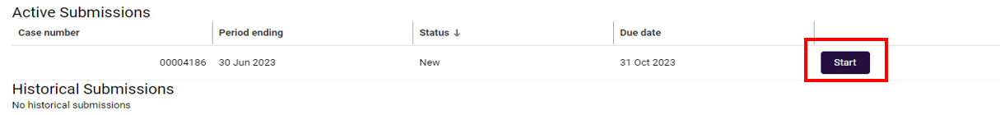 Active Submissions
Case number Period ending Status ↓ Due date
00004186 30 Jun 2023 New 31 Oct 2023 Start
Historical Submissions
No historical submissions